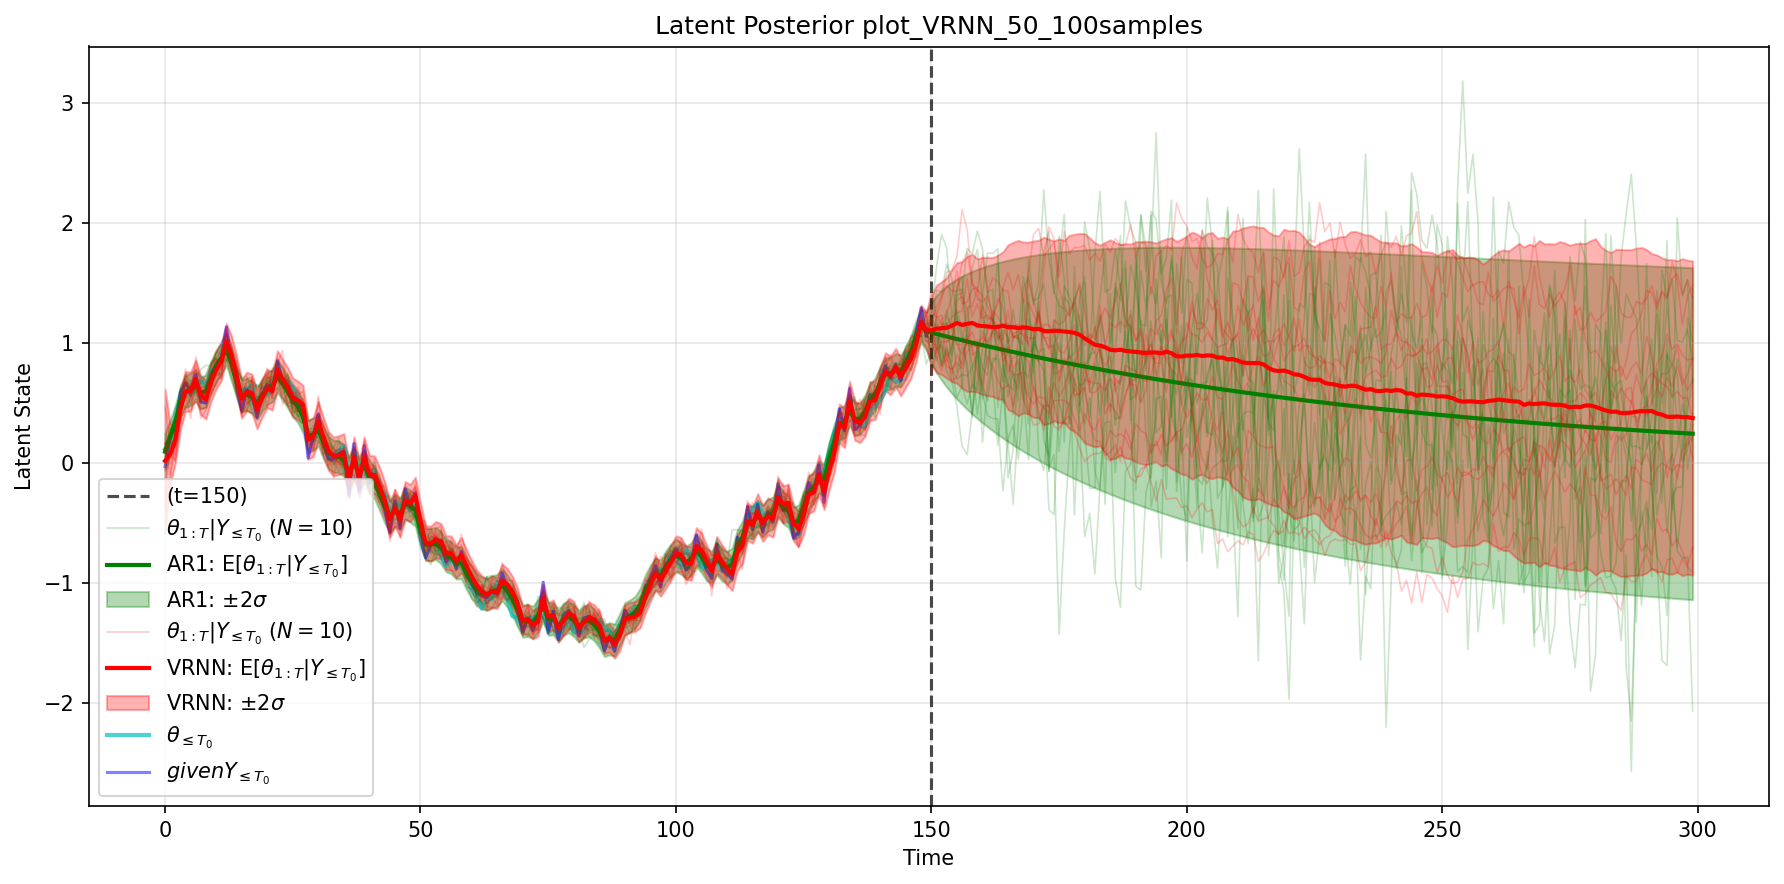 Latent Posterior plot_VRNN_50_100samples
Latent State
3
2
1
0
−1
−2
(t=150)
θ₁:T|Y≤T₀ (N = 10)
AR1: E[θ₁:T|Y≤T₀]
AR1: ±2σ
θ₁:T|Y≤T₀ (N = 10)
VRNN: E[θ₁:T|Y≤T₀]
VRNN: ±2σ
θ≤T₀
givenY≤T₀
0 50 100 150 200 250 300
Time